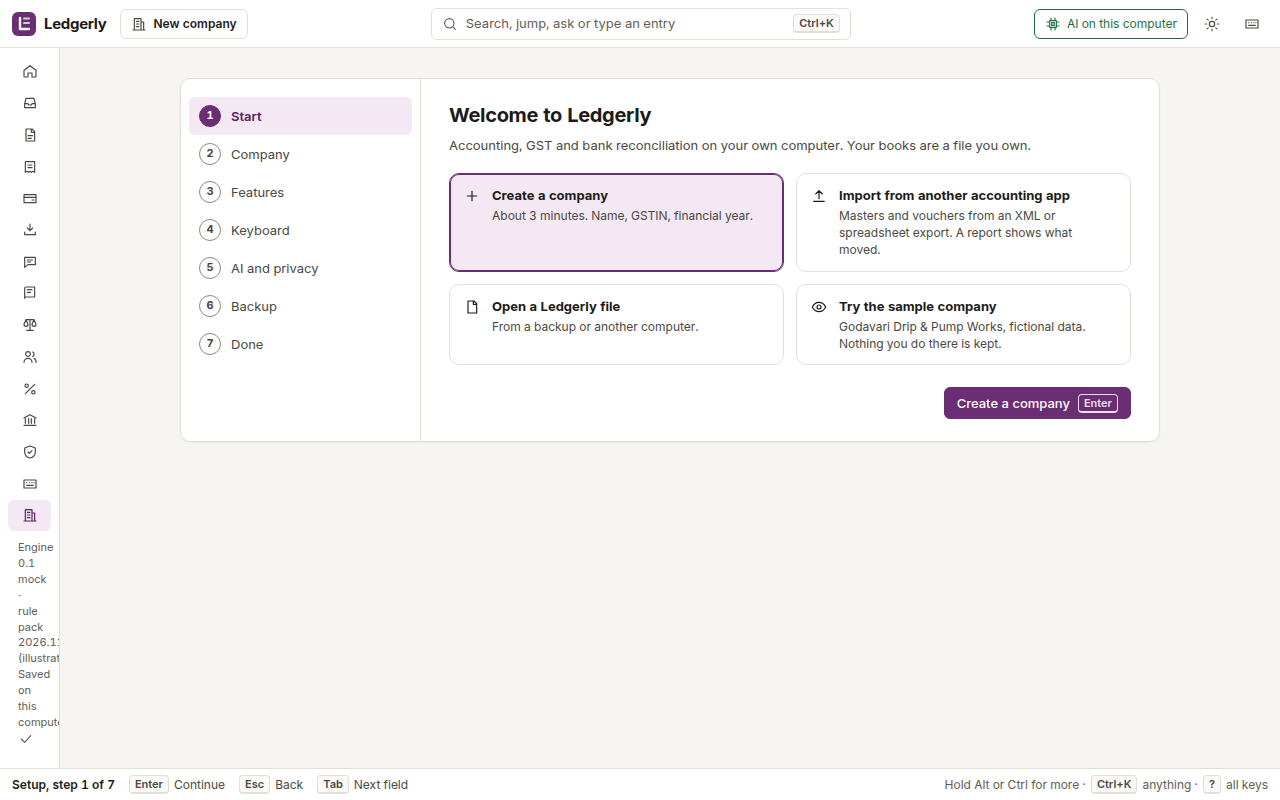 Ledgerly
New company
Search, jump, ask or type an entry
Ctrl+K
AI on this computer
1 Start
2 Company
3 Features
4 Keyboard
5 AI and privacy
6 Backup
7 Done
Welcome to Ledgerly
Accounting, GST and bank reconciliation on your own computer. Your books are a file you own.
Create a company
About 3 minutes. Name, GSTIN, financial year.
Import from another accounting app
Masters and vouchers from an XML or
spreadsheet export. A report shows what
moved.
Open a Ledgerly file
From a backup or another computer.
Try the sample company
Godavari Drip & Pump Works, fictional data.
Nothing you do there is kept.
Create a company Enter
Engine
0.1
mock
·
rule
pack
Saved
on
this
Setup, step 1 of 7 Enter Continue Esc Back Tab Next field
Hold Alt or Ctrl for more · Ctrl+K anything · ? all keys